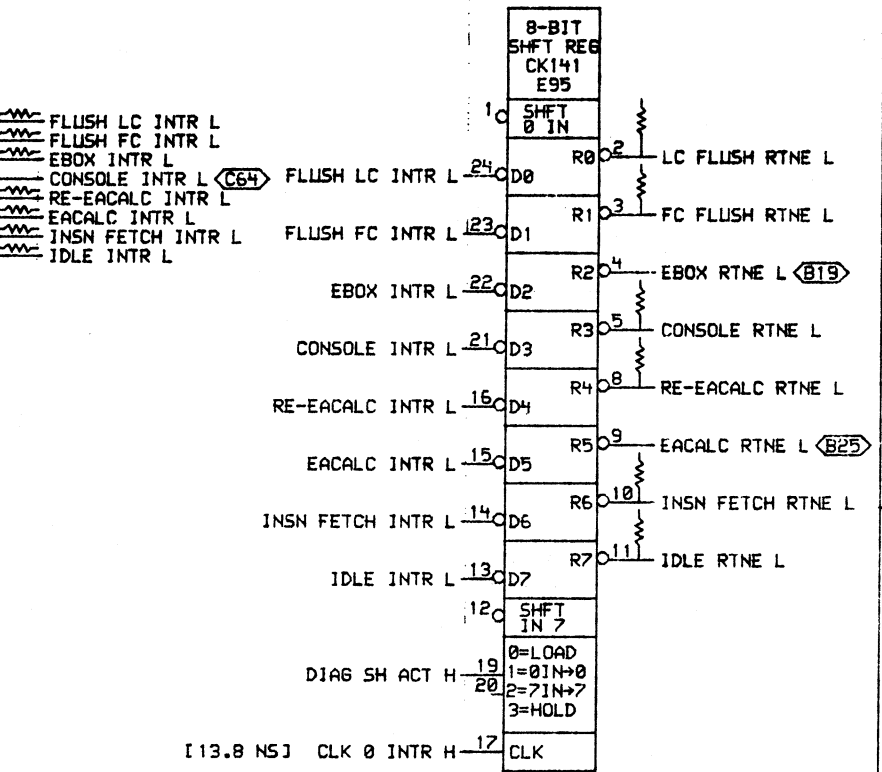 8-BIT
SHFT REG
CK141
E95
1
SHFT
0 IN
FLUSH LC INTR L
FLUSH FC INTR L
EBOX INTR L
CONSOLE INTR L C64
RE-EACALC INTR L
EACALC INTR L
INSN FETCH INTR L
IDLE INTR L
FLUSH LC INTR L 24 D0
R0 2 LC FLUSH RTNE L
FLUSH FC INTR L 23 D1
R1 3 FC FLUSH RTNE L
EBOX INTR L 22 D2
R2 4 EBOX RTNE L B19
CONSOLE INTR L 21 D3
R3 5 CONSOLE RTNE L
RE-EACALC INTR L 16 D4
R4 8 RE-EACALC RTNE L
EACALC INTR L 15 D5
R5 9 EACALC RTNE L B25
INSN FETCH INTR L 14 D6
R6 10 INSN FETCH RTNE L
IDLE INTR L 13 D7
R7 11 IDLE RTNE L
12
SHFT
IN 7
DIAG SH ACT H 19
20
0=LOAD
1=0IN→0
2=7IN→7
3=HOLD
[13.8 NS] CLK 0 INTR H 17 CLK